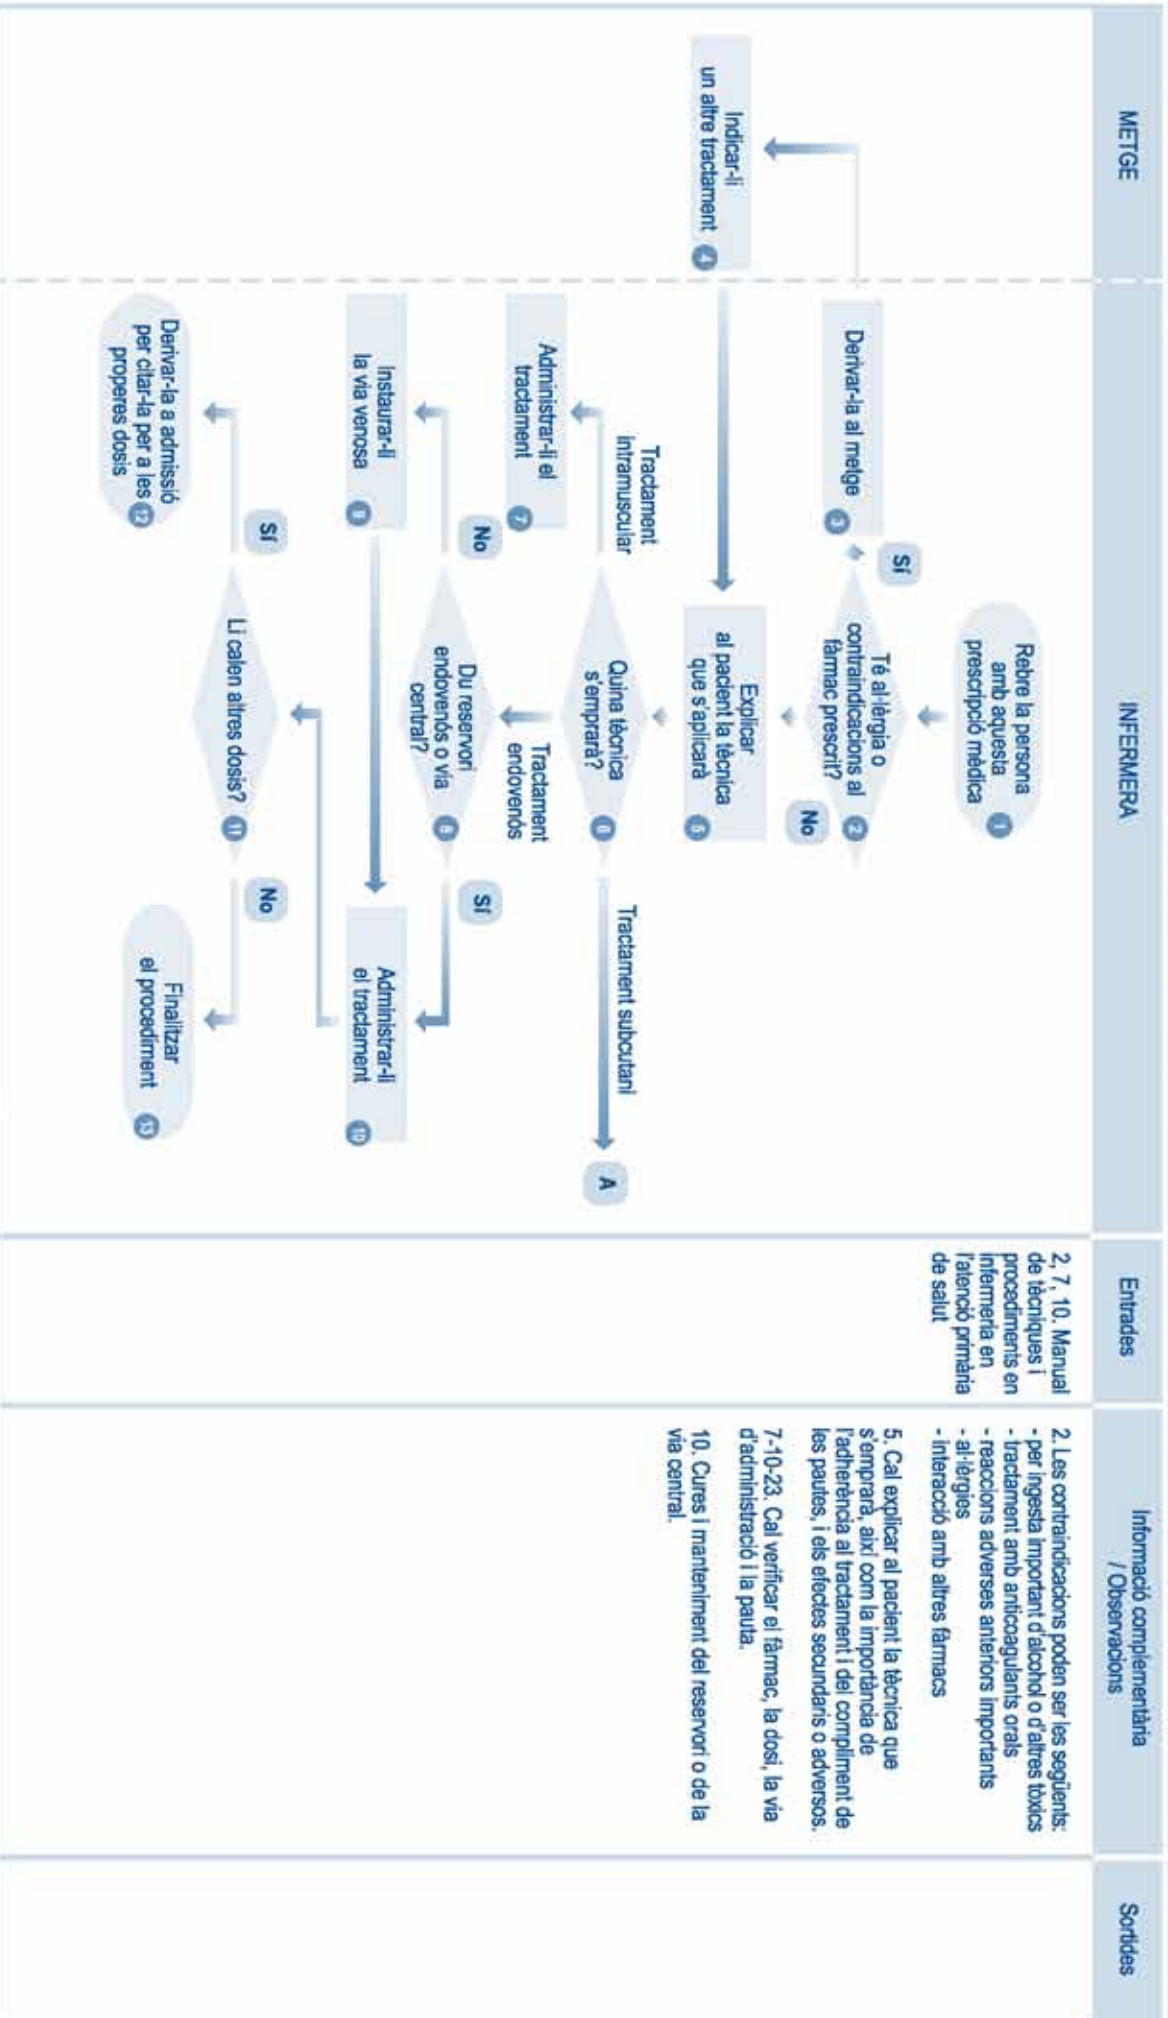 METGE
INFERMERA
Entrades
Informació complementària
/ Observacions
Sortides
Rebre la persona
amb aquesta
prescripció mèdica
1
Té al·lèrgia o
contraindicacions al
fàrmac prescrit?
2
Sí
No
Derivar-la al metge
3
Indicar-li
un altre tractament
4
Explicar
al pacient la tècnica
que s'aplicarà
5
Quina tècnica
s'emprarà?
6
Tractament
intramuscular
Tractament
endovenós
Tractament subcutani
A
Administrar-li el
tractament
7
Du reservori
endovenós o via
central?
8
No
Sí
Instaurar-li
la via venosa
9
Administrar-li
el tractament
10
Li calen altres dosis?
11
Sí
No
Derivar-la a admissió
per citar-la per a les
properes dosis
12
Finalitzar
el procediment
13
2, 7, 10. Manual
de tècniques i
procediments en
infermeria en
l'atenció primària
de salut
2. Les contraindicacions poden ser les següents:
- per ingesta important d'alcohol o d'altres tòxics
- tractament amb anticoagulants orals
- reaccions adverses anteriors importants
- al·lèrgies
- interacció amb altres fàrmacs
5. Cal explicar al pacient la tècnica que
s'emprarà, així com la importància de
l'adherència al tractament i del compliment de
les pautes, i els efectes secundaris o adversos.
7-10-23. Cal verificar el fàrmac, la dosi, la via
d'administració i la pauta.
10. Cures i manteniment del reservori o de la
via central.